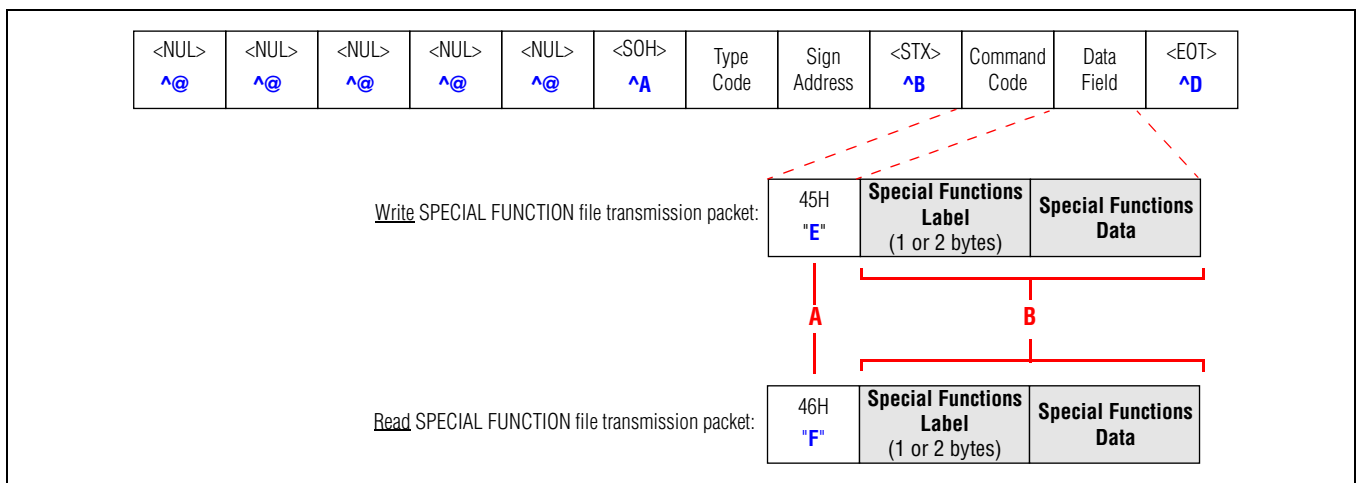 <NUL> <NUL> <NUL> <NUL> <NUL> <SOH> Type Code Sign Address <STX> Command Code Data Field <EOT>
^@ ^@ ^@ ^@ ^@ ^A ^B ^D
Write SPECIAL FUNCTION file transmission packet:
45H
"E"
Special Functions
Label
(1 or 2 bytes)
Special Functions
Data
A
B
Read SPECIAL FUNCTION file transmission packet:
46H
"F"
Special Functions
Label
(1 or 2 bytes)
Special Functions
Data